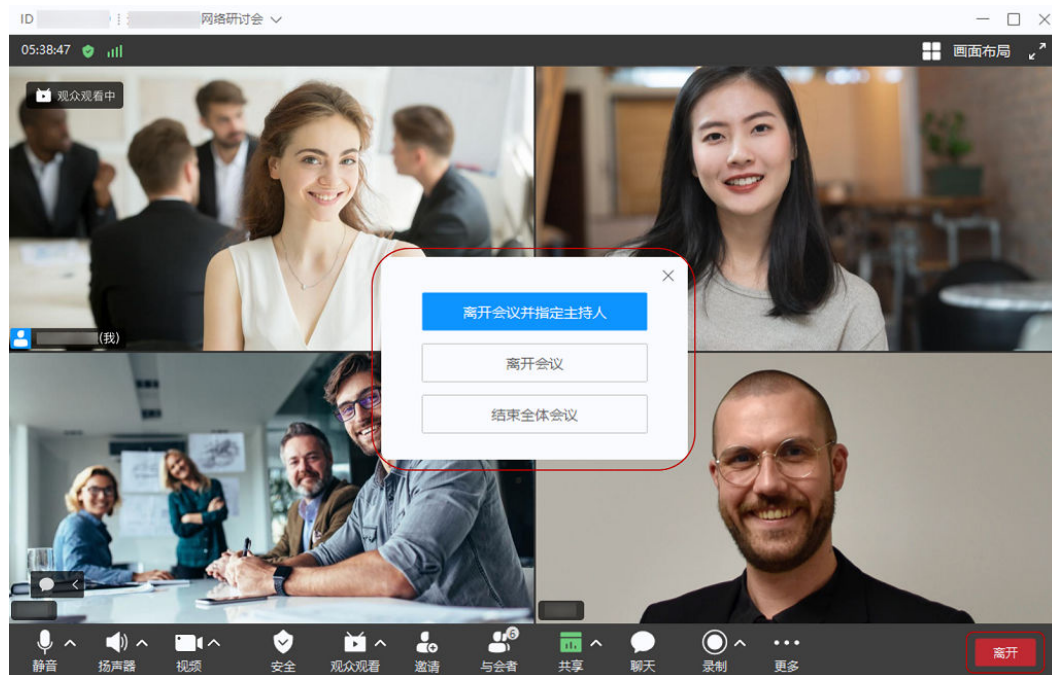 ID
网络研讨会
05:38:47
画面布局
观众观看中
离开会议并指定主持人
离开会议
结束全体会议
(我)
6
静音 扬声器 视频 安全 观众观看 邀请 与会者 共享 聊天 录制 更多 离开